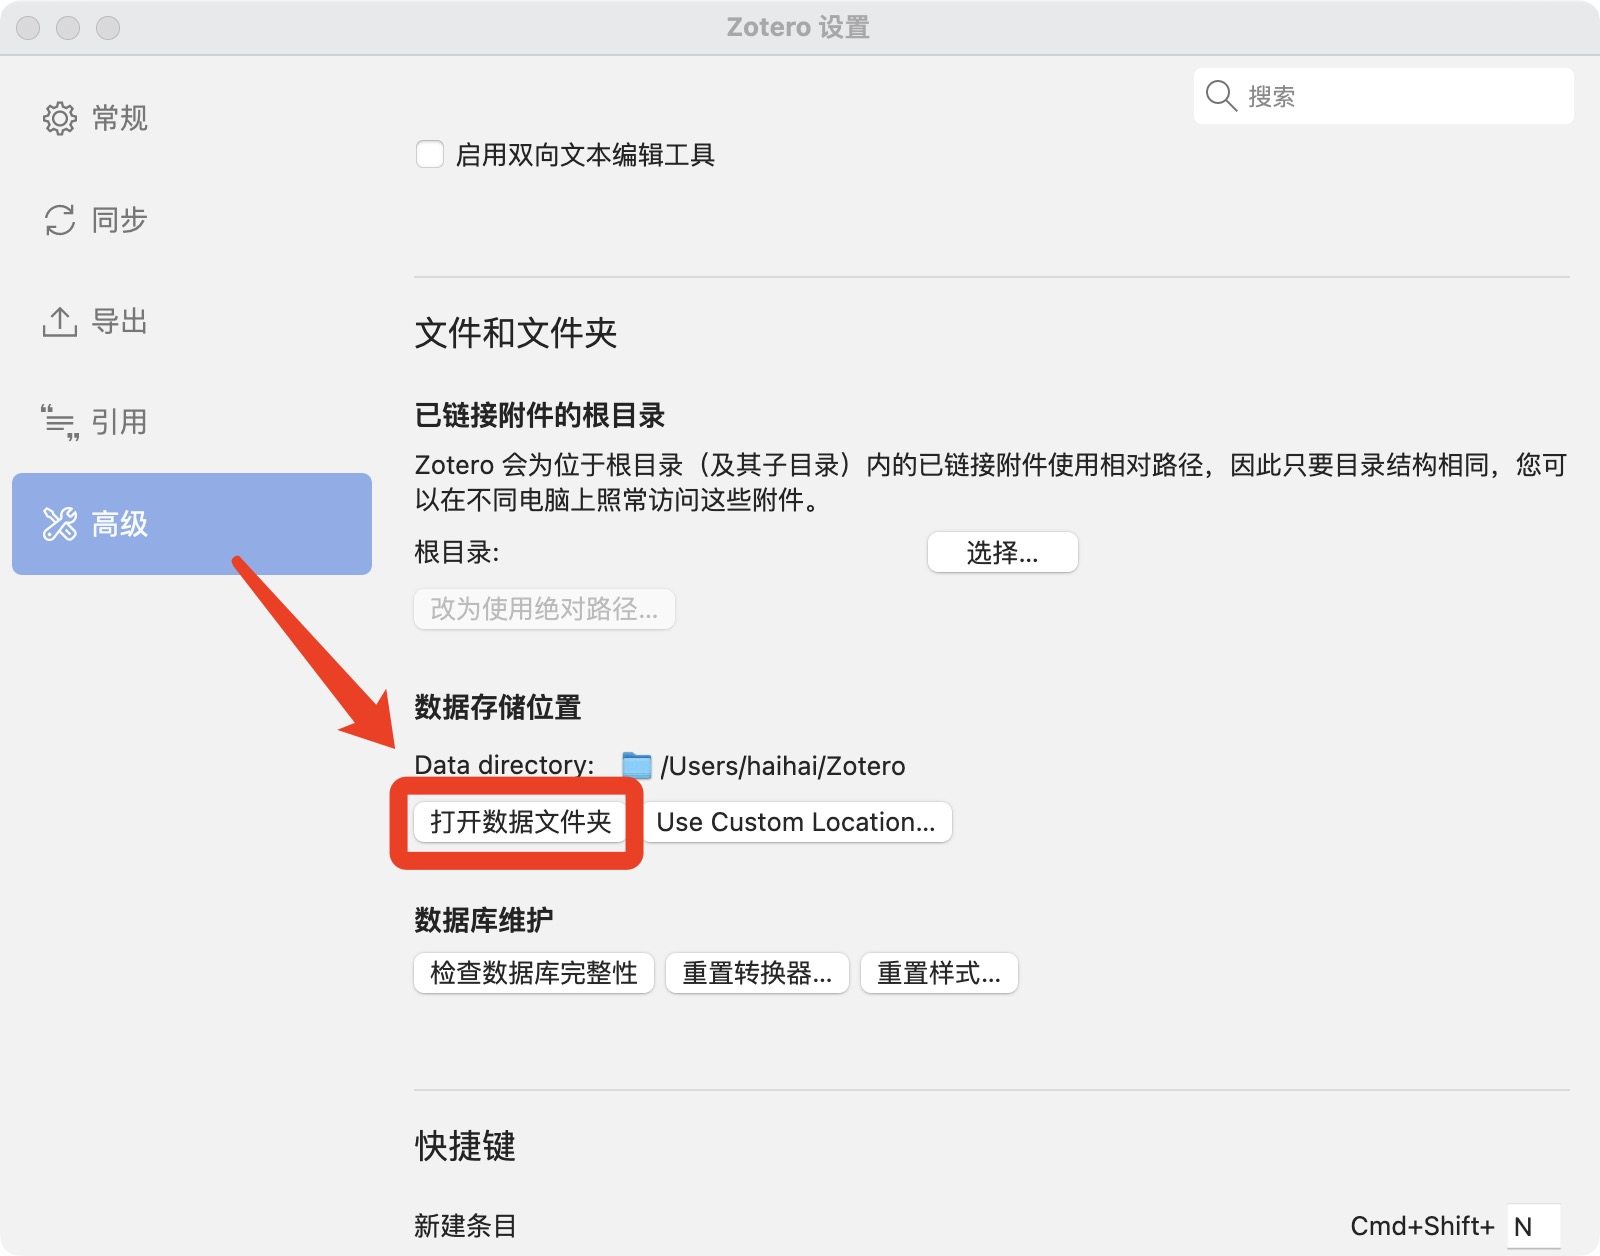 Zotero 设置
常规
同步
导出
引用
高级
搜索
启用双向文本编辑工具
文件和文件夹
已链接附件的根目录
Zotero 会为位于根目录（及其子目录）内的已链接附件使用相对路径，因此只要目录结构相同，您可
以在不同电脑上照常访问这些附件。
根目录:
选择...
改为使用绝对路径...
数据存储位置
Data directory: /Users/haihai/Zotero
打开数据文件夹 Use Custom Location...
数据库维护
检查数据库完整性 重置转换器... 重置样式...
快捷键
新建条目 Cmd+Shift+ N